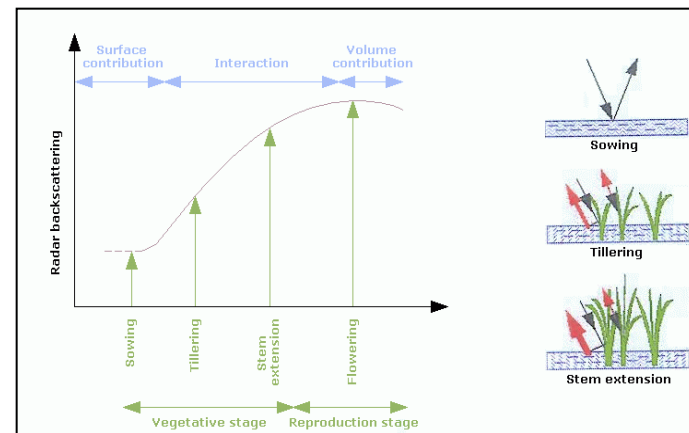 Surface
contribution
Interaction
Volume
contribution
Radar backscattering
Sowing
Tillering
Stem
extension
Flowering
Vegetative stage
Reproduction stage
Sowing
Tillering
Stem extension